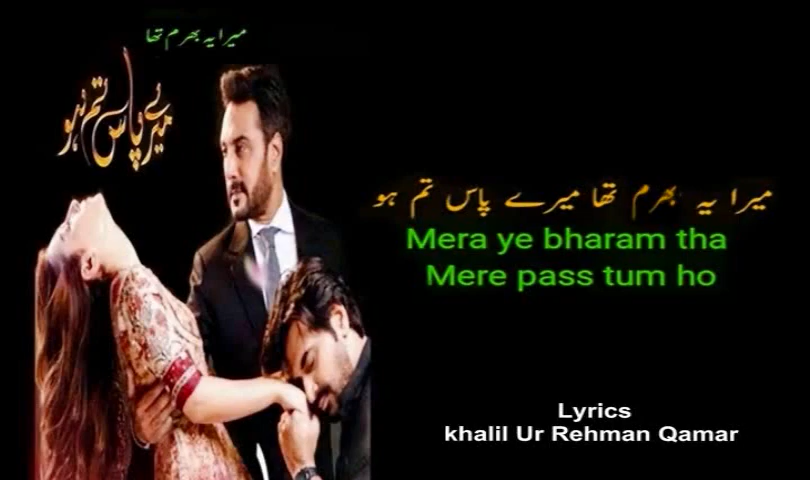 میرا یہ بھرم تھا
میرے پاس تم ہو
میرا یہ بھرم تھا میرے پاس تم ہو
Mera ye bharam tha
Mere pass tum ho
Lyrics
khalil Ur Rehman Qamar